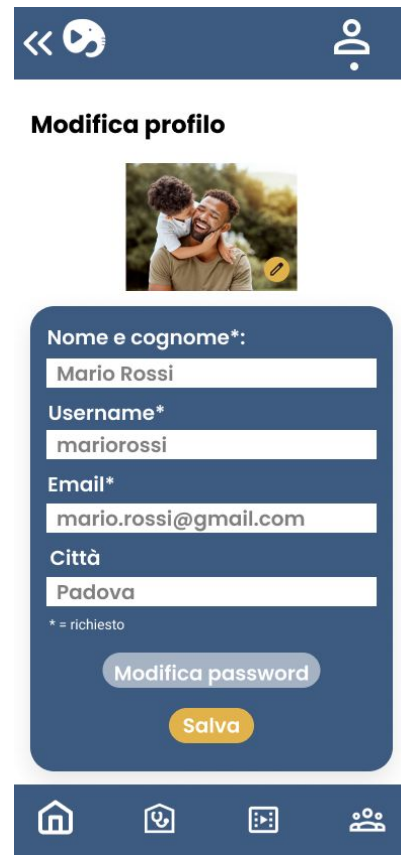 Modifica profilo
Nome e cognome*:
Mario Rossi
Username*
mariorossi
Email*
mario.rossi@gmail.com
Città
Padova
* = richiesto
Modifica password
Salva